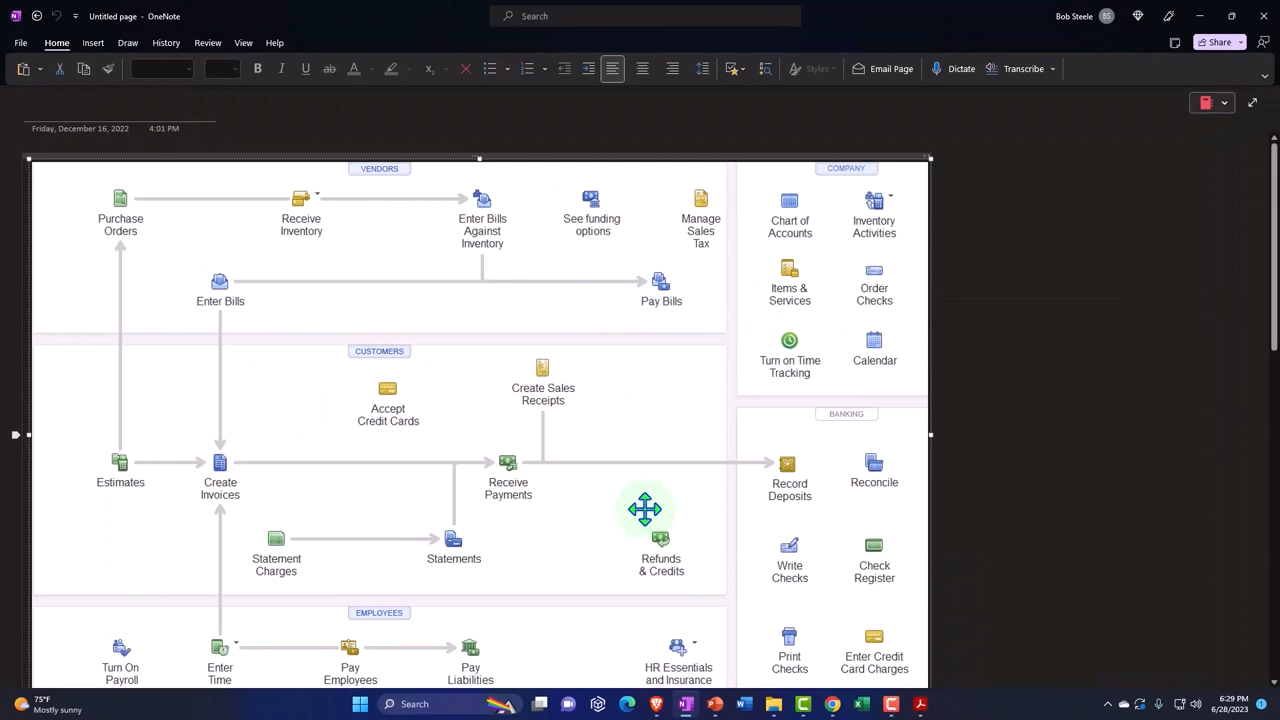 Untitled page - OneNote
Search
Bob Steele
BS
File
Home
Insert
Draw
History
Review
View
Help
Share
Styles
Email Page
Dictate
Transcribe
Friday, December 16, 2022
4:01 PM
VENDORS
COMPANY
Purchase
Orders
Receive
Inventory
Enter Bills
Against
Inventory
See funding
options
Manage
Sales
Tax
Chart of
Accounts
Inventory
Activities
Enter Bills
Pay Bills
Items &
Services
Order
Checks
CUSTOMERS
Turn on Time
Tracking
Calendar
Accept
Credit Cards
Create Sales
Receipts
BANKING
Estimates
Create
Invoices
Receive
Payments
Record
Deposits
Reconcile
Statement
Charges
Statements
Refunds
& Credits
Write
Checks
Check
Register
EMPLOYEES
Turn On
Payroll
Enter
Time
Pay
Employees
Pay
Liabilities
HR Essentials
and Insurance
Print
Checks
Enter Credit
Card Charges
75°F
Mostly sunny
Search
6:29 PM
6/28/2023